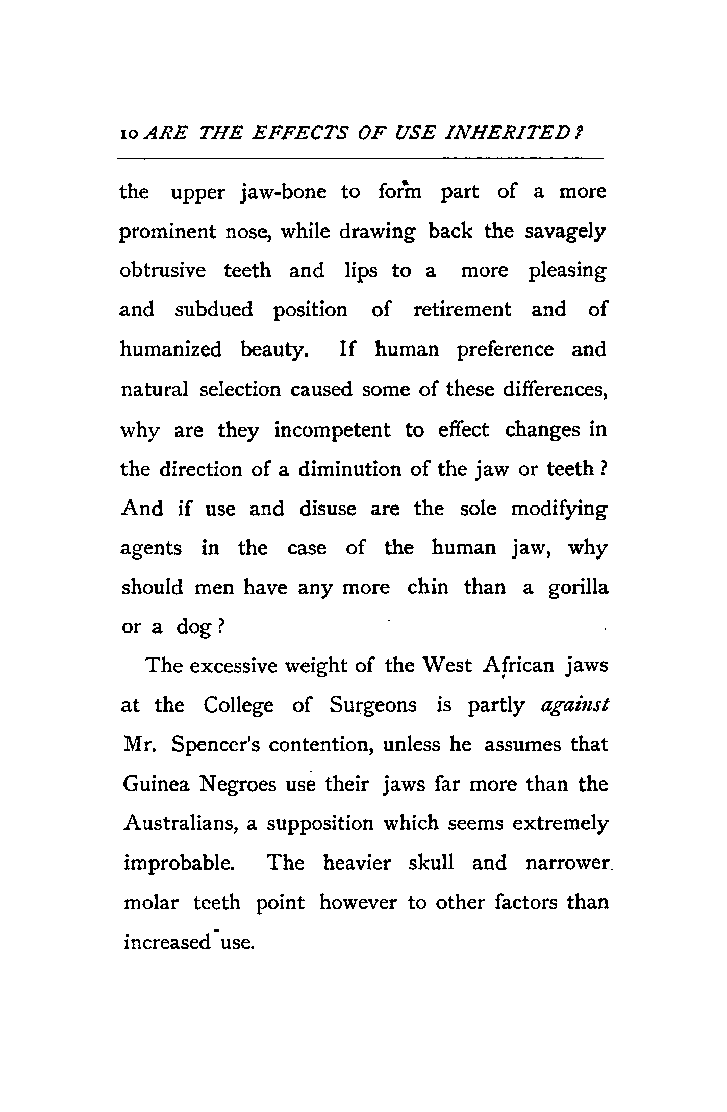 10 ARE THE EFFECTS OF USE INHERITED?
the upper jaw-bone to form part of a more
prominent nose, while drawing back the savagely
obtrusive teeth and lips to a more pleasing
and subdued position of retirement and of
humanized beauty. If human preference and
natural selection caused some of these differences,
why are they incompetent to effect changes in
the direction of a diminution of the jaw or teeth?
And if use and disuse are the sole modifying
agents in the case of the human jaw, why
should men have any more chin than a gorilla
or a dog?
The excessive weight of the West African jaws
at the College of Surgeons is partly against
Mr. Spencer's contention, unless he assumes that
Guinea Negroes use their jaws far more than the
Australians, a supposition which seems extremely
improbable. The heavier skull and narrower
molar teeth point however to other factors than
increased use.